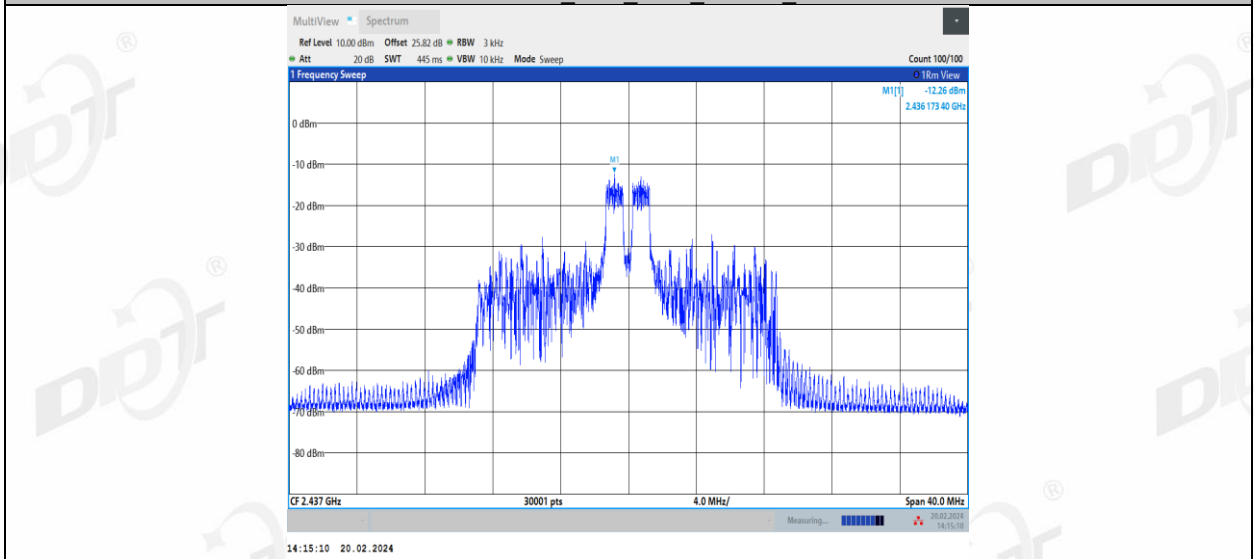 MultiView Spectrum
Ref Level 10.00 dBm Offset 25.82 dB RBW 3 kHz
Att 20 dB SWT 445 ms VBW 10 kHz Mode Sweep Count 100/100
1 Frequency Sweep 1Rm View
M1[1] -12.26 dBm
2.436 173 40 GHz
0 dBm
M1
-10 dBm
-20 dBm
-30 dBm
-40 dBm
-50 dBm
-60 dBm
-70 dBm
-80 dBm
CF 2.437 GHz 30001 pts 4.0 MHz/ Span 40.0 MHz
Measuring... 20.02.2024
14:15:10
14:15:10 20.02.2024
DDT
®
DDT
®
DDT
®